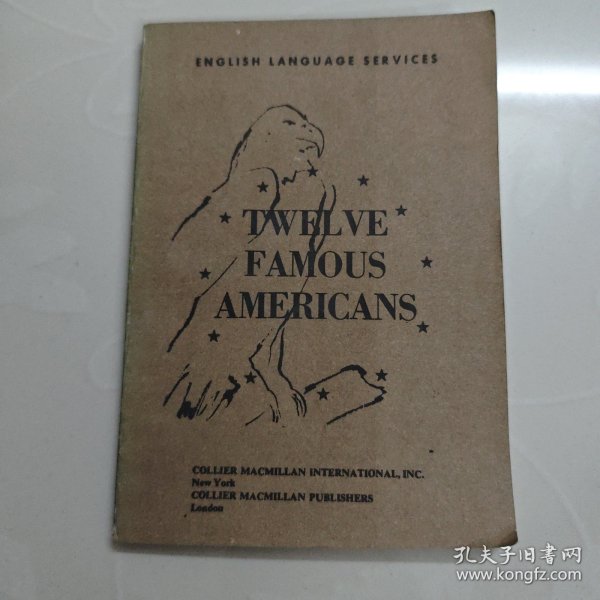 ENGLISH LANGUAGE SERVICES
TWELVE
FAMOUS
AMERICANS
COLLIER MACMILLAN INTERNATIONAL, INC.
New York
COLLIER MACMILLAN PUBLISHERS
London
孔夫子旧书网
www.kongfz.com